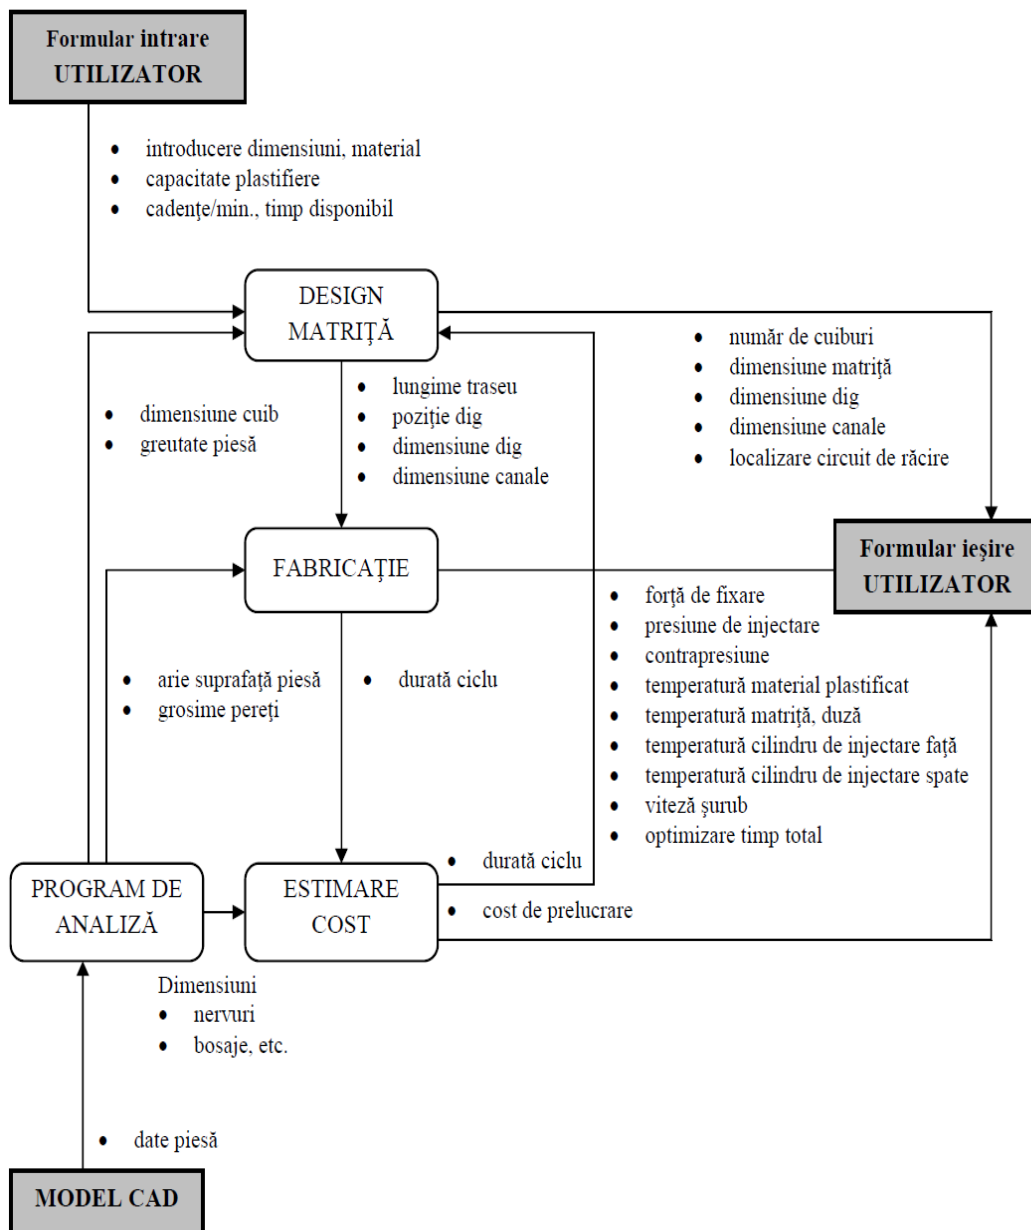 Formular intrare
UTILIZATOR
• introducere dimensiuni, material
• capacitate plastifiere
• cadenţe/min., timp disponibil
DESIGN
MATRIŢĂ
• număr de cuiburi
• dimensiune matriţă
• dimensiune dig
• dimensiune canale
• localizare circuit de răcire
• lungime traseu
• poziţie dig
• dimensiune dig
• dimensiune canale
• dimensiune cuib
• greutate piesă
FABRICAŢIE
Formular ieşire
UTILIZATOR
• forţă de fixare
• presiune de injectare
• contrapresiune
• temperatură material plastificat
• temperatură matriţă, duză
• temperatură cilindru de injectare faţă
• temperatură cilindru de injectare spate
• viteză şurub
• optimizare timp total
• arie suprafaţă piesă
• grosime pereţi
• durată ciclu
PROGRAM DE
ANALIZĂ
ESTIMARE
COST
• durată ciclu
• cost de prelucrare
Dimensiuni
• nervuri
• bosaje, etc.
• date piesă
MODEL CAD